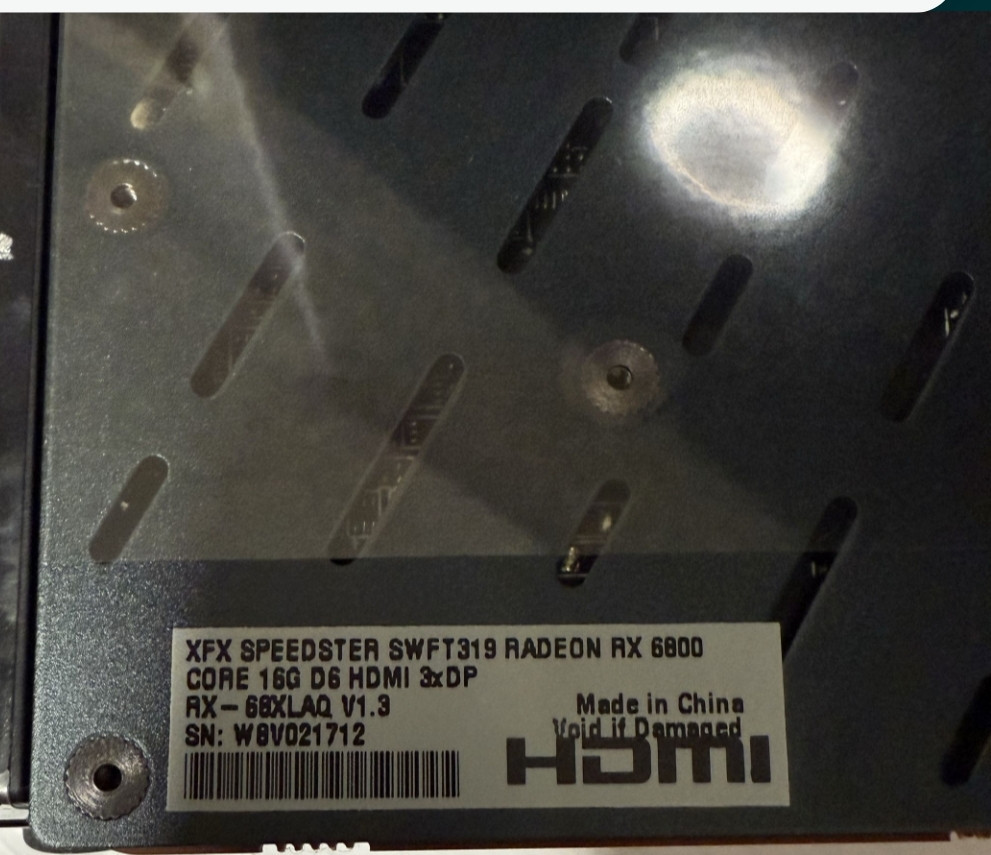 XFX SPEEDSTER SWFT319 RADEON RX 6800
CORE 16G D6 HDMI 3xDP
RX-68XLAQ V1.3
Made in China
SN: W8V021712
Void if Damaged
HDMI